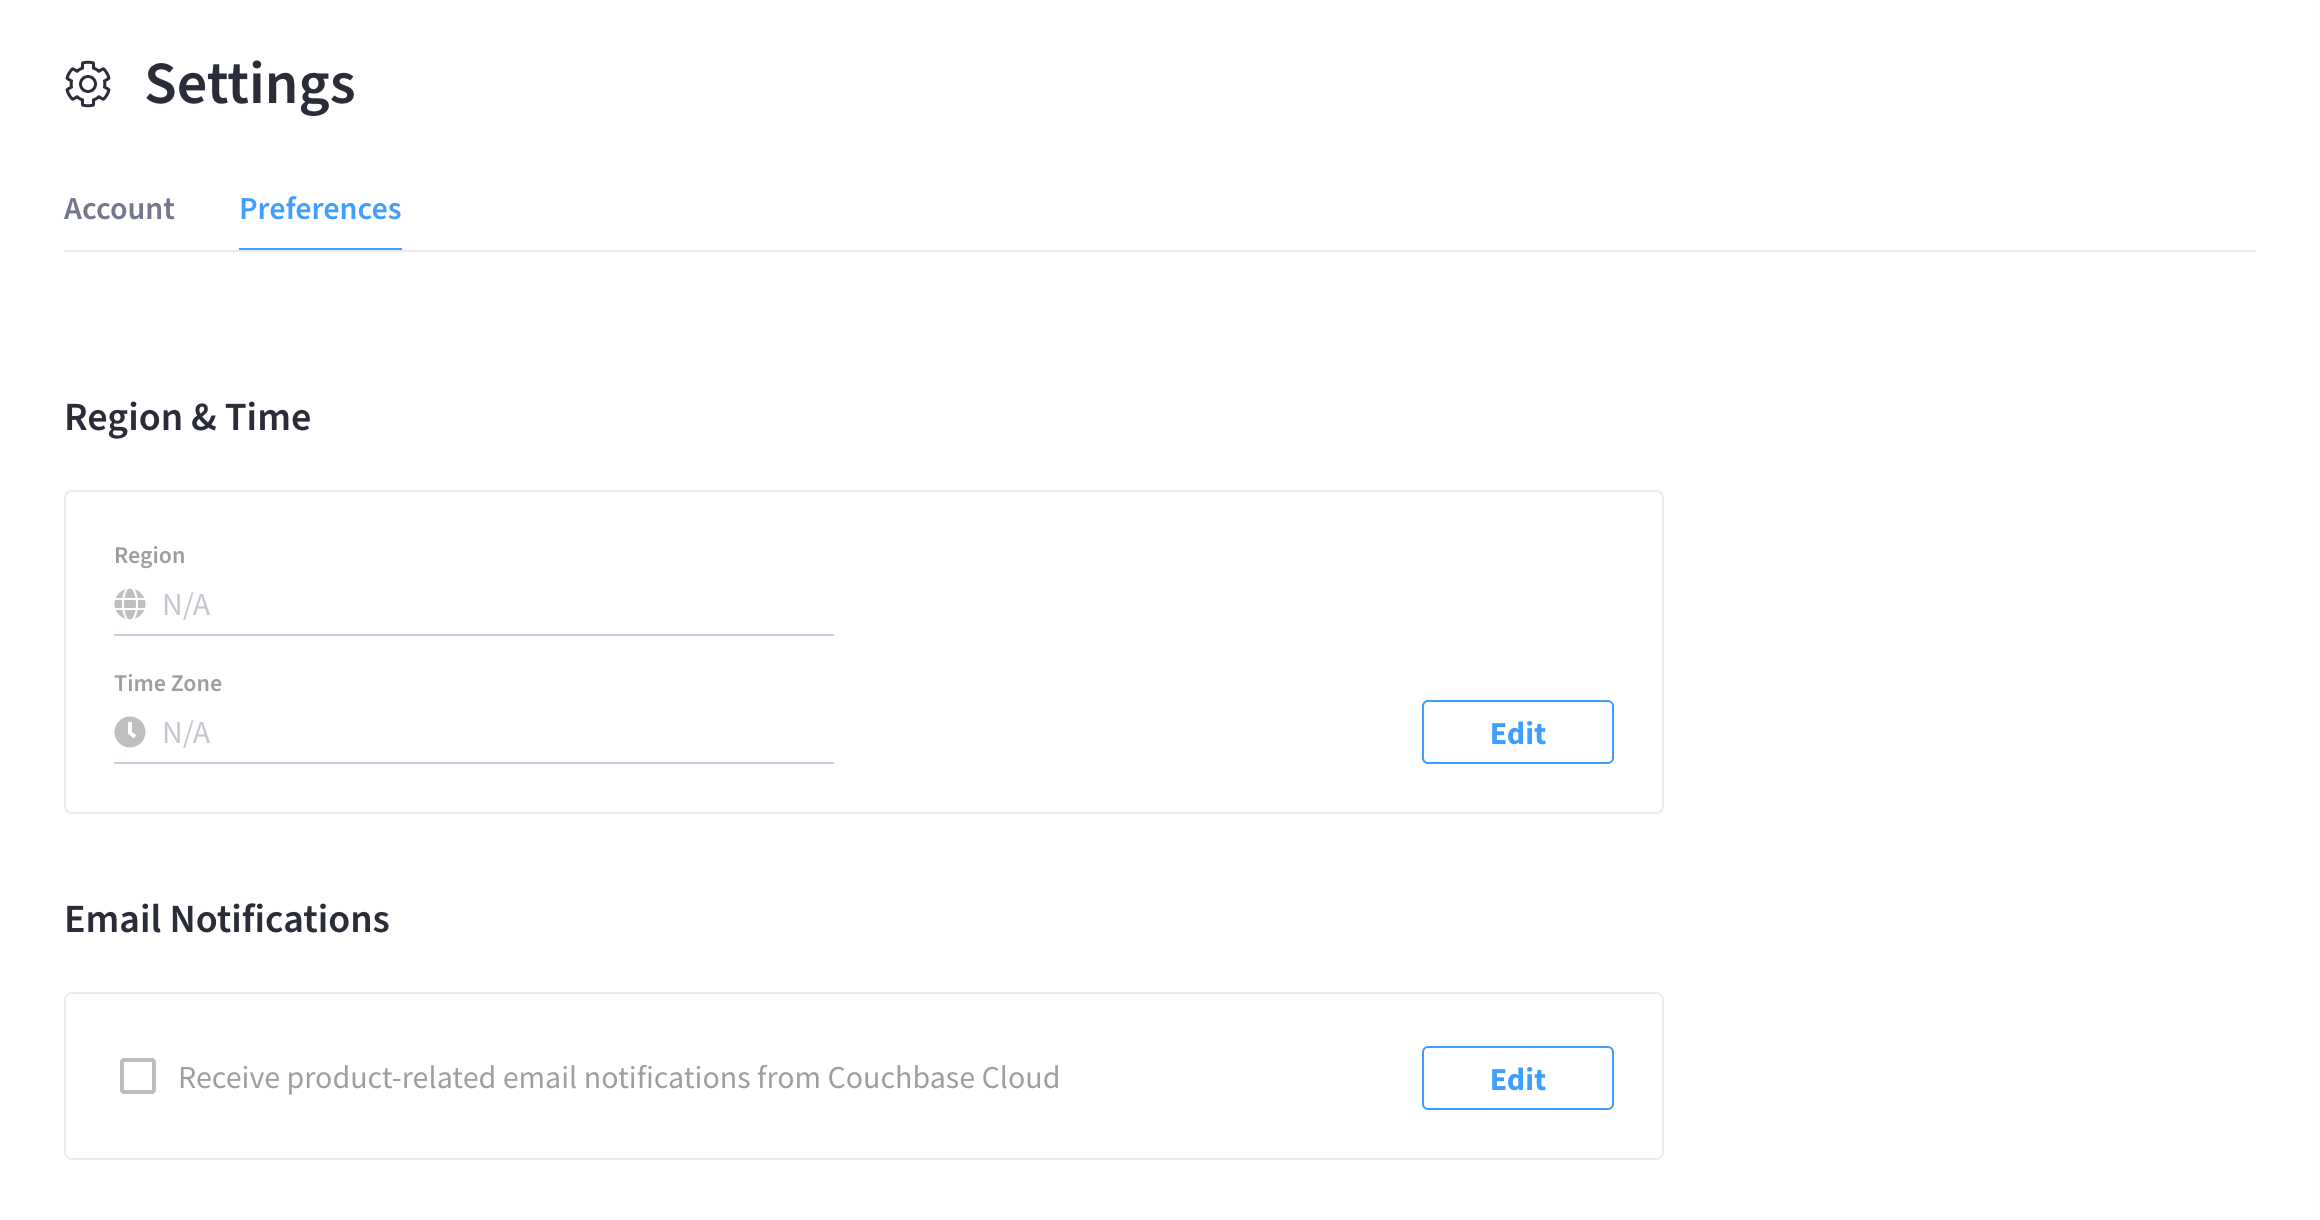 Settings
Account Preferences
Region & Time
Region
N/A
Time Zone
N/A
Edit
Email Notifications
Receive product-related email notifications from Couchbase Cloud
Edit